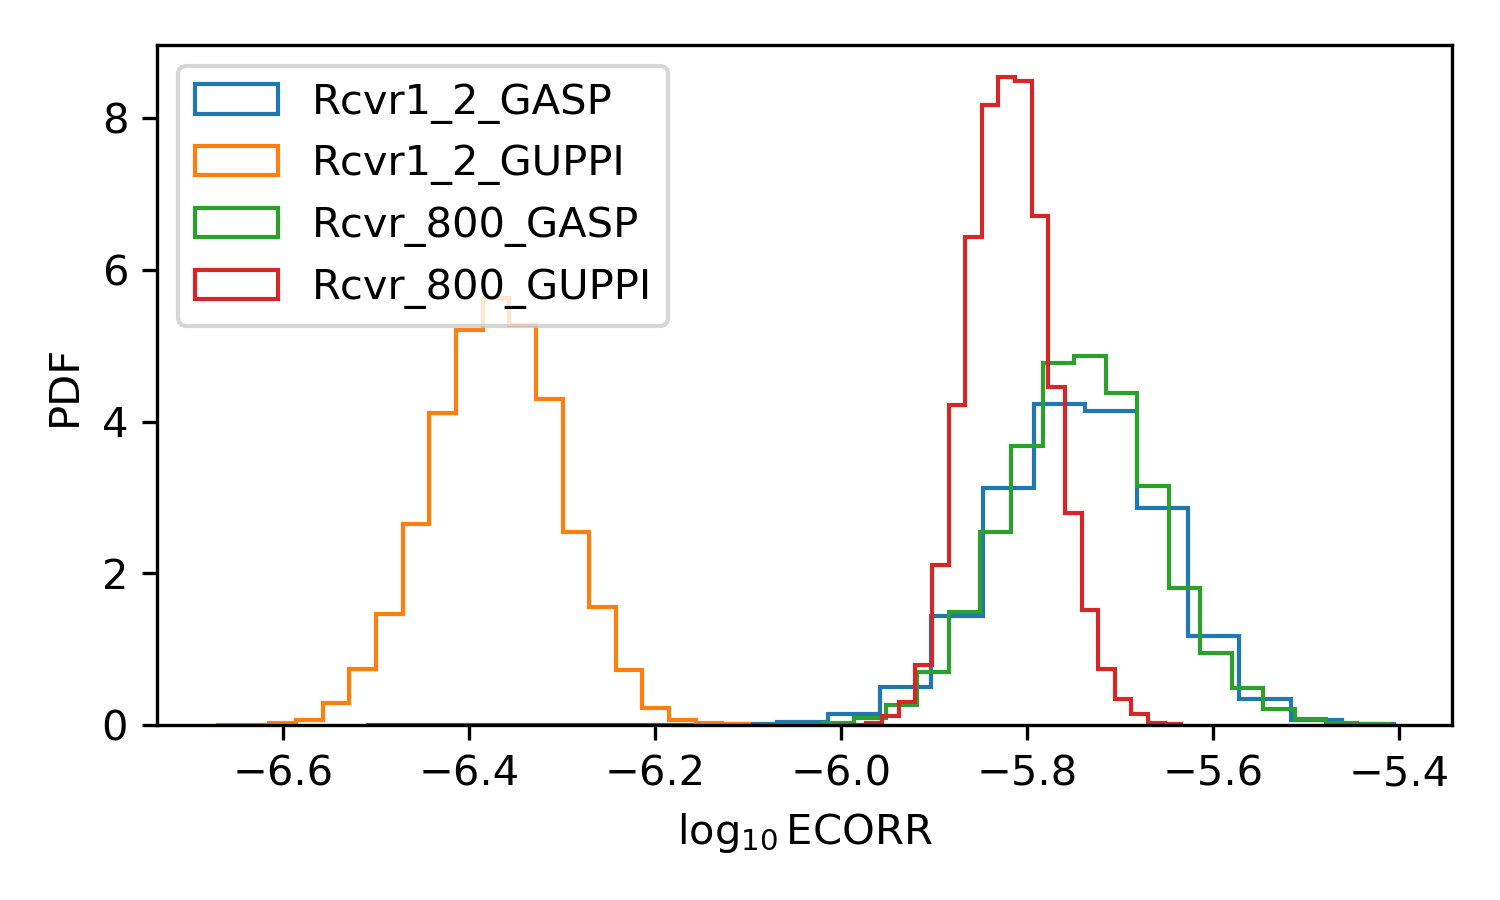 Rcvr1_2_GASP
Rcvr1_2_GUPPI
Rcvr_800_GASP
Rcvr_800_GUPPI
PDF
8
6
4
2
0
−6.6 −6.4 −6.2 −6.0 −5.8 −5.6 −5.4
log₁₀ ECORR